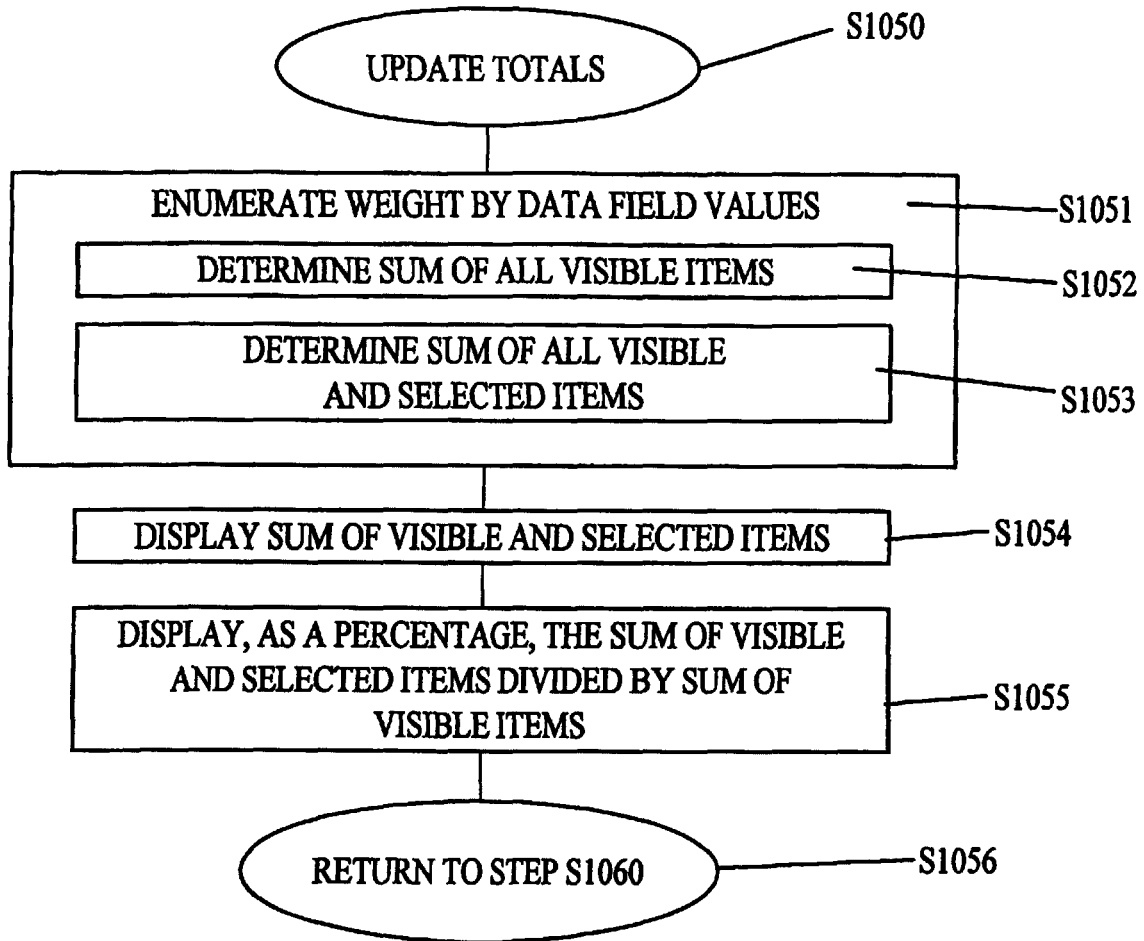 S1050
UPDATE TOTALS
ENUMERATE WEIGHT BY DATA FIELD VALUES
S1051
DETERMINE SUM OF ALL VISIBLE ITEMS
S1052
DETERMINE SUM OF ALL VISIBLE
AND SELECTED ITEMS
S1053
DISPLAY SUM OF VISIBLE AND SELECTED ITEMS
S1054
DISPLAY, AS A PERCENTAGE, THE SUM OF VISIBLE
AND SELECTED ITEMS DIVIDED BY SUM OF
VISIBLE ITEMS
S1055
RETURN TO STEP S1060
S1056